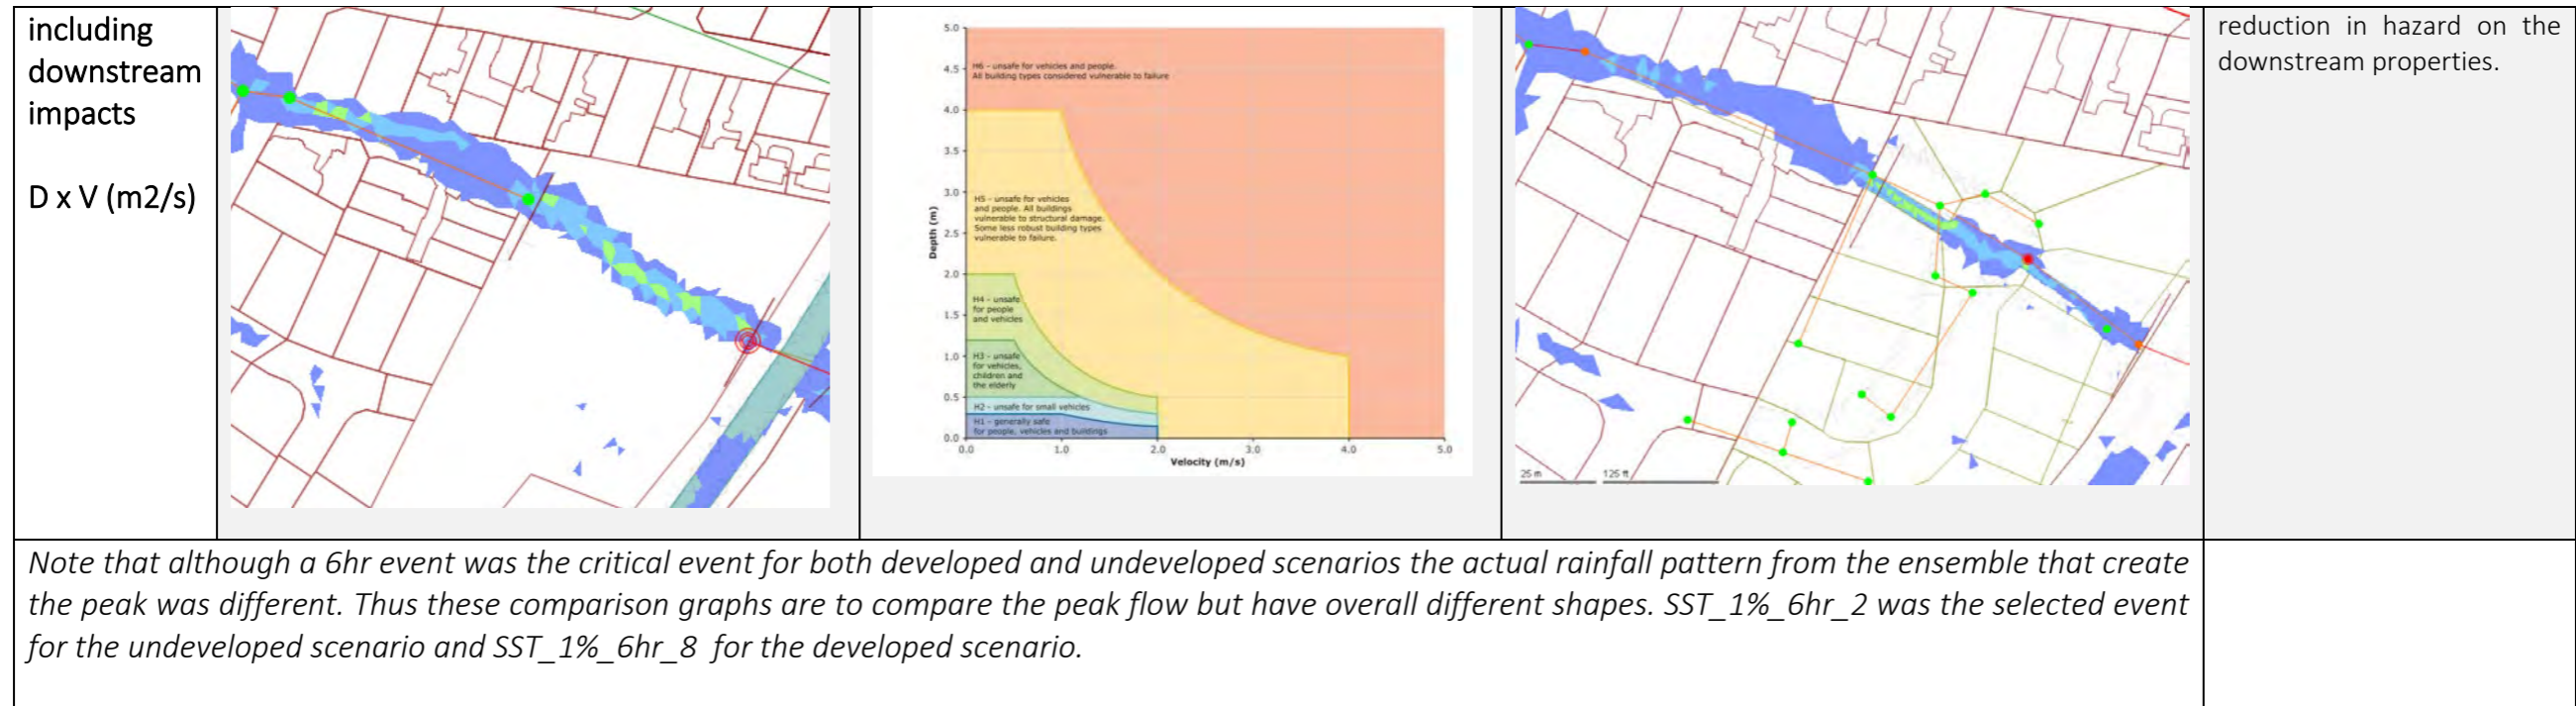 including
downstream
impacts
D x V (m2/s)
5.0
4.5
4.0
3.5
3.0
2.5
2.0
1.5
1.0
0.5
0.0
Depth (m)
H6 - unsafe for vehicles and people.
All building types considered vulnerable to failure
H5 - unsafe for vehicles
and people. All buildings
vulnerable to structural damage.
Some less robust building types
vulnerable to failure.
H4 - unsafe
for people
and vehicles
H3 - unsafe
for vehicles,
children and
the elderly
H2 - unsafe for small vehicles
H1 - generally safe
for people, vehicles and buildings
0.0 1.0 2.0 3.0 4.0 5.0
Velocity (m/s)
25 m 125 ft
reduction in hazard on the
downstream properties.
Note that although a 6hr event was the critical event for both developed and undeveloped scenarios the actual rainfall pattern from the ensemble that create
the peak was different. Thus these comparison graphs are to compare the peak flow but have overall different shapes. SST_1%_6hr_2 was the selected event
for the undeveloped scenario and SST_1%_6hr_8 for the developed scenario.